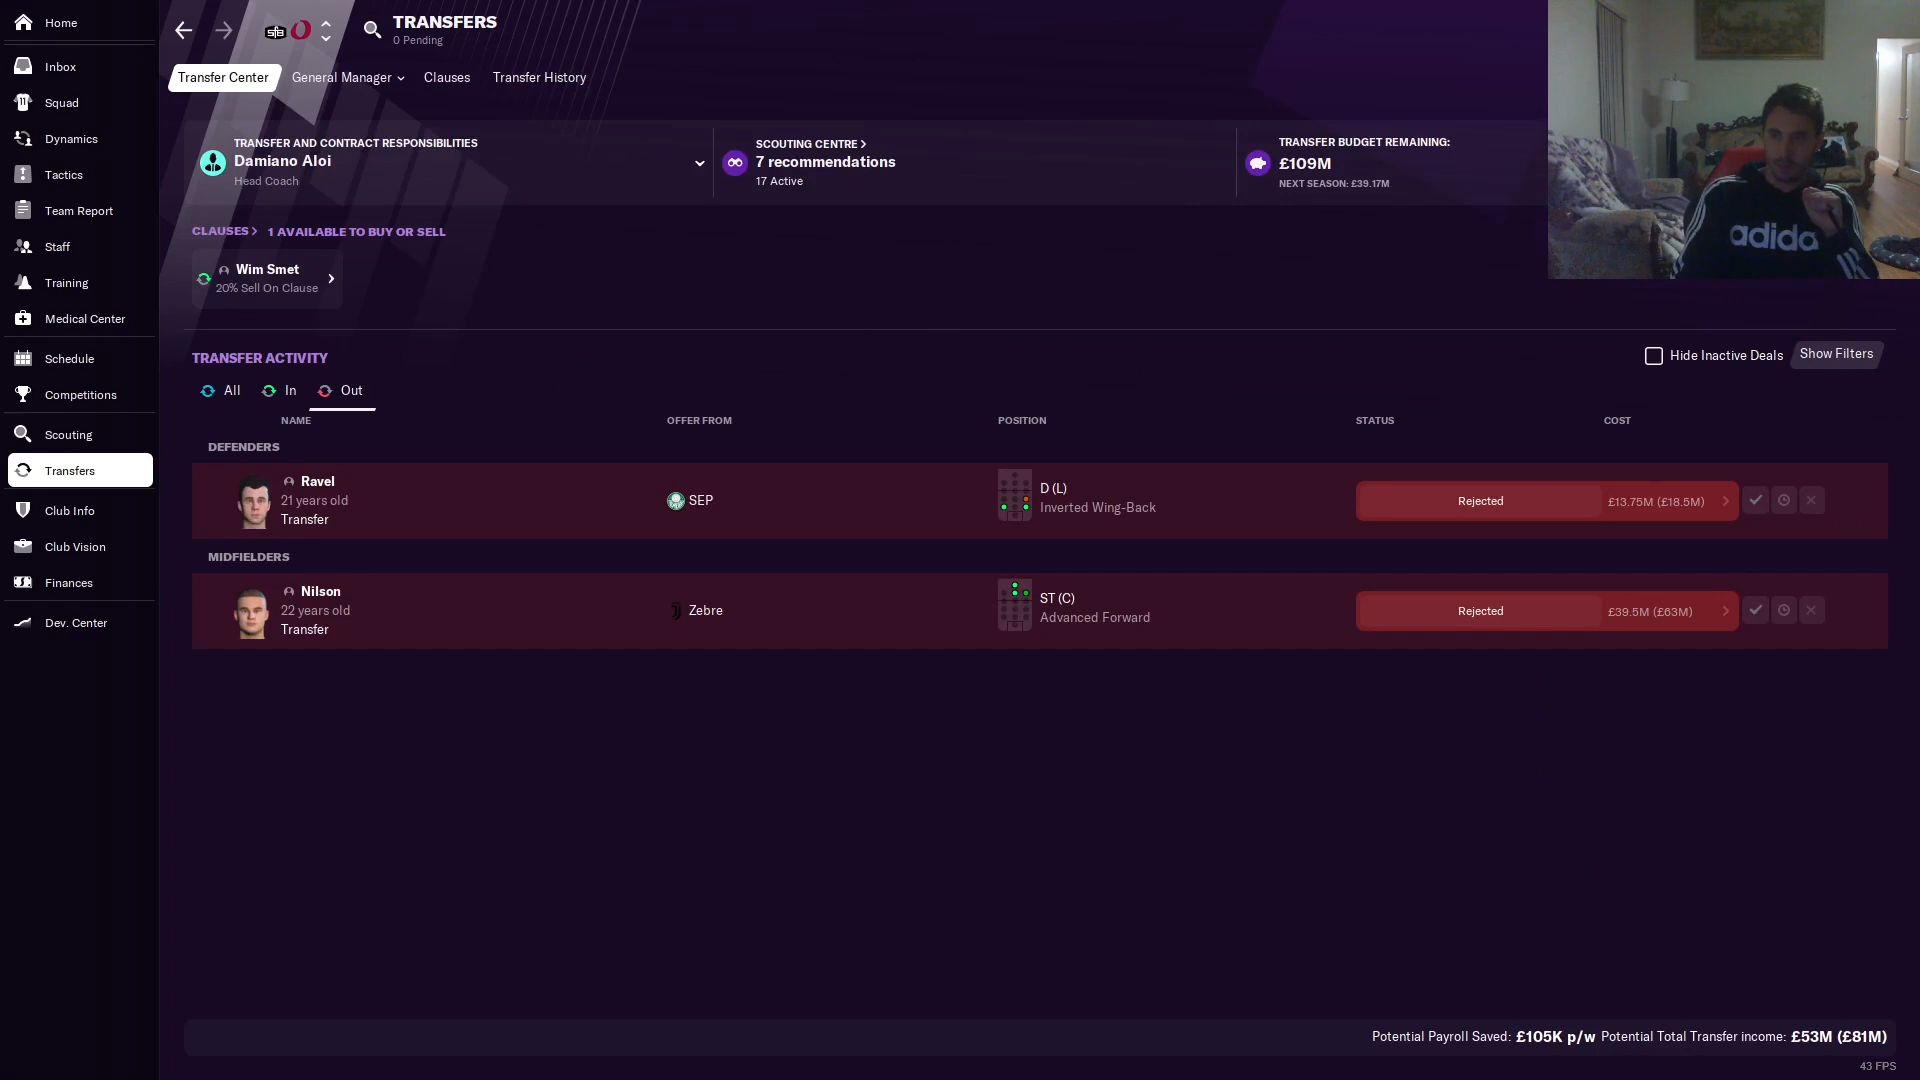 Home
Inbox
Squad
Dynamics
Tactics
Team Report
Staff
Training
Medical Center
Schedule
Competitions
Scouting
Transfers
Club Info
Club Vision
Finances
Dev. Center
TRANSFERS
0 Pending
Transfer Center
General Manager
Clauses
Transfer History
TRANSFER AND CONTRACT RESPONSIBILITIES
Damiano Aloi
Head Coach
SCOUTING CENTRE >
7 recommendations
17 Active
TRANSFER BUDGET REMAINING:
£109M
NEXT SEASON: £39.17M
adidas
CLAUSES > 1 AVAILABLE TO BUY OR SELL
Wim Smet
20% Sell On Clause
TRANSFER ACTIVITY
Hide Inactive Deals
Show Filters
All In Out
NAME OFFER FROM POSITION STATUS COST
DEFENDERS
Ravel
21 years old
Transfer
SEP
D (L)
Inverted Wing-Back
Rejected
£13.75M (£18.5M)
MIDFIELDERS
Nilson
22 years old
Transfer
Zebre
ST (C)
Advanced Forward
Rejected
£39.5M (£63M)
Potential Payroll Saved: £105K p/w Potential Total Transfer income: £53M (£81M)
43 FPS